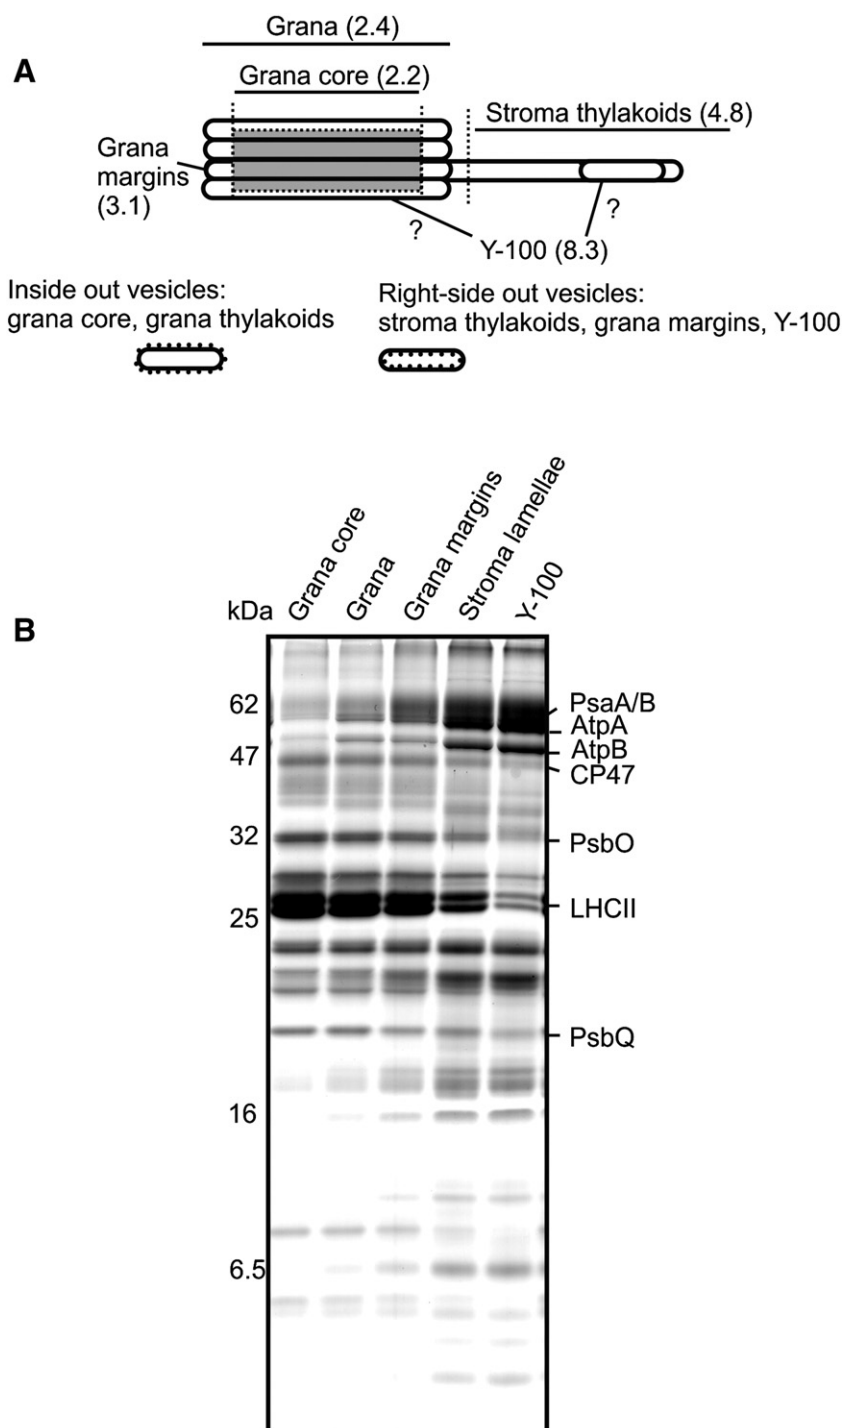 A
Grana (2.4)
Grana core (2.2)
Stroma thylakoids (4.8)
Grana
margins
(3.1)
?
?
Y-100 (8.3)
Inside out vesicles:
grana core, grana thylakoids
Right-side out vesicles:
stroma thylakoids, grana margins, Y-100
B
kDa
Grana core
Grana
Grana margins
Stroma lamellae
Y-100
62
47
32
25
16
6.5
PsaA/B
AtpA
AtpB
CP47
PsbO
LHCII
PsbQ